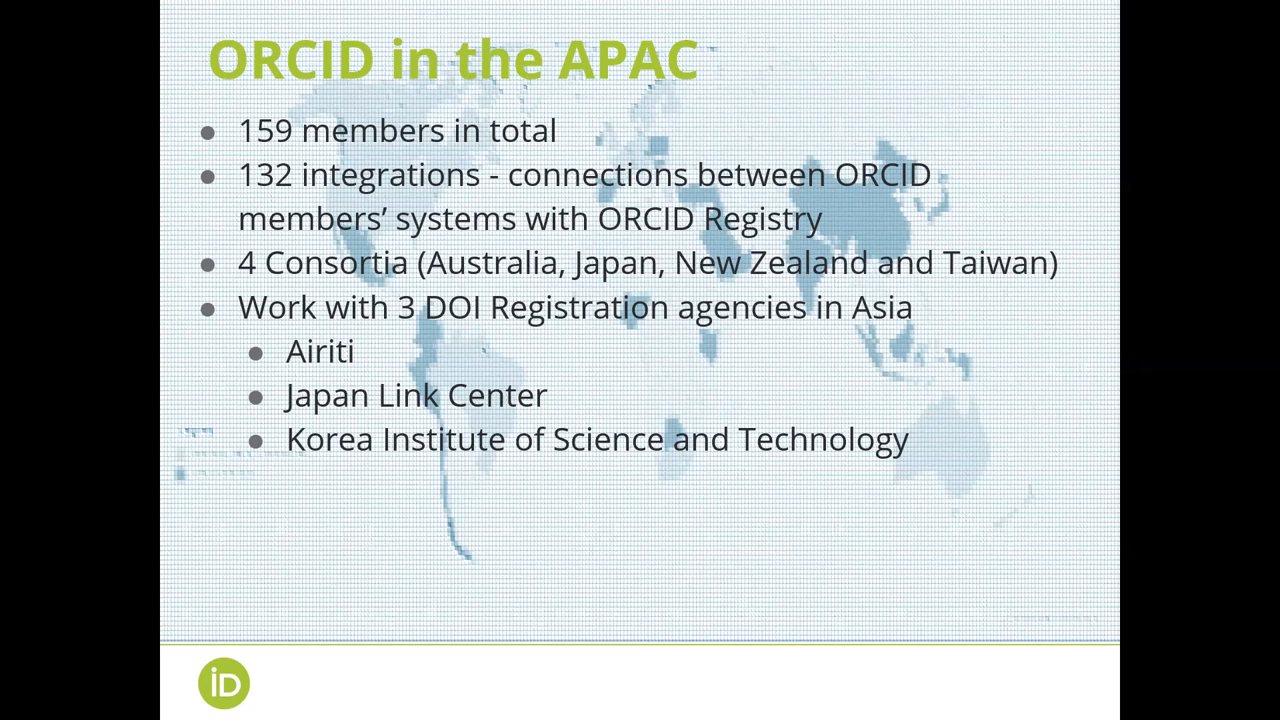 ORCID in the APAC
● 159 members in total
● 132 integrations - connections between ORCID
members’ systems with ORCID Registry
● 4 Consortia (Australia, Japan, New Zealand and Taiwan)
● Work with 3 DOI Registration agencies in Asia
● Airiti
● Japan Link Center
● Korea Institute of Science and Technology
iD